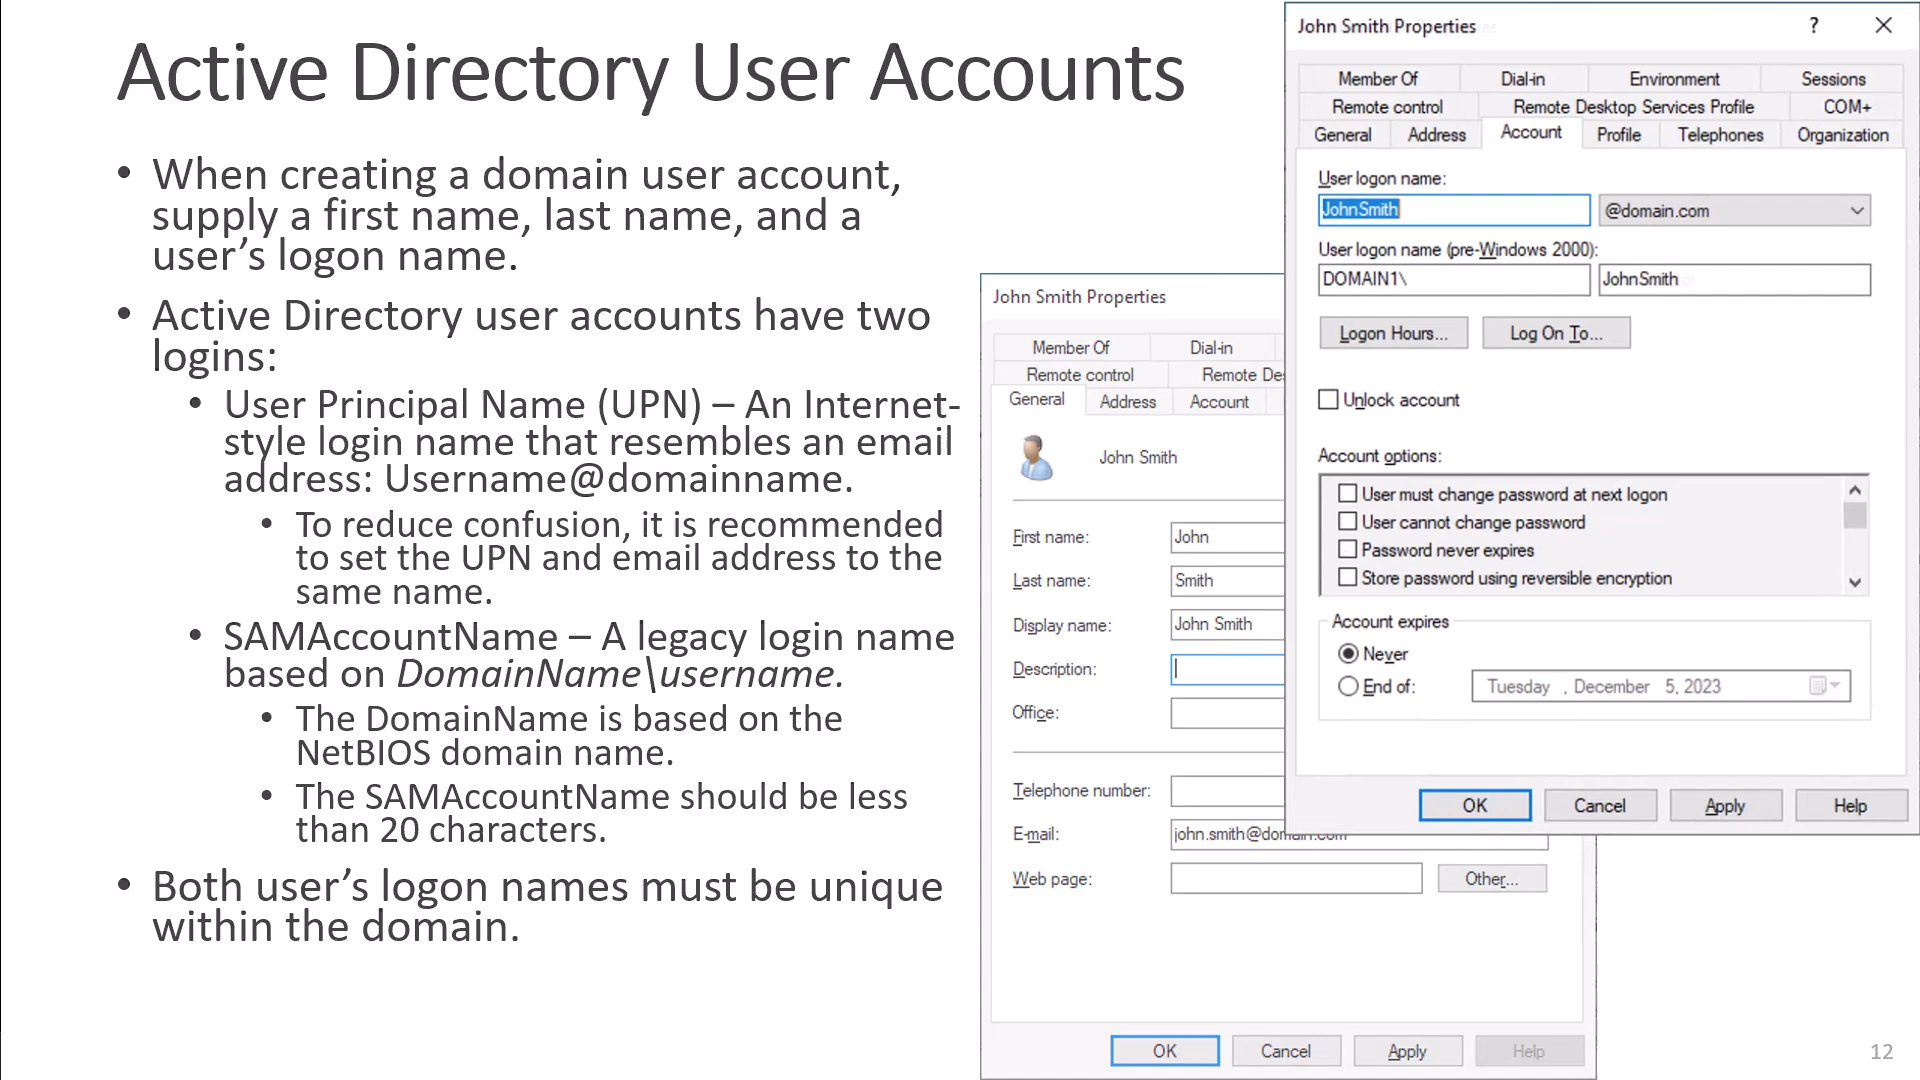 Active Directory User Accounts
• When creating a domain user account,
supply a first name, last name, and a
user’s logon name.
• Active Directory user accounts have two
logins:
• User Principal Name (UPN) – An Internet-
style login name that resembles an email
address: Username@domainname.
• To reduce confusion, it is recommended
to set the UPN and email address to the
same name.
• SAMAccountName – A legacy login name
based on DomainName\username.
• The DomainName is based on the
NetBIOS domain name.
• The SAMAccountName should be less
than 20 characters.
• Both user’s logon names must be unique
within the domain.
John Smith Properties
Member Of Dial-in
Remote control Remote De
General Address Account
John Smith
First name: John
Last name: Smith
Display name: John Smith
Description:
Office:
Telephone number:
E-mail: john.smith@domain.com
Web page: Other...
OK Cancel Apply Help
John Smith Properties ?
Member Of Dial-in Environment Sessions
Remote control Remote Desktop Services Profile COM+
General Address Account Profile Telephones Organization
User logon name:
JohnSmith @domain.com
User logon name (pre-Windows 2000):
DOMAIN1\ JohnSmith
Logon Hours... Log On To...
Unlock account
Account options:
User must change password at next logon
User cannot change password
Password never expires
Store password using reversible encryption
Account expires
Never
End of: Tuesday , December 5, 2023
OK Cancel Apply Help
12